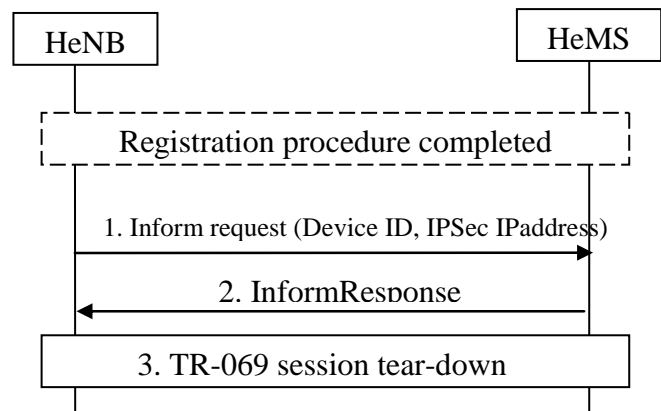 HeNB
HeMS
Registration procedure completed
1. Inform request (Device ID, IPSec IPaddress)
2. InformResponse
3. TR-069 session tear-down